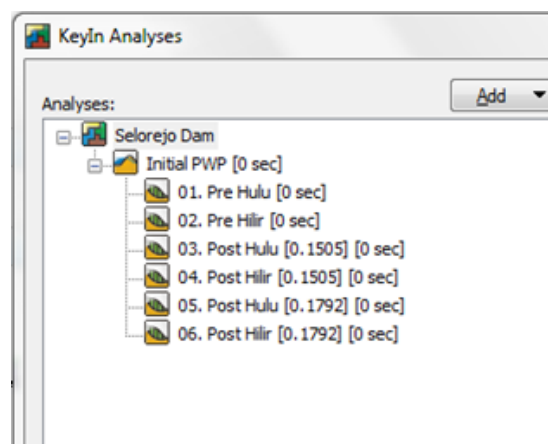 KeyIn Analyses
Add
Analyses:
Selorejo Dam
Initial PWP [0 sec]
01. Pre Hulu [0 sec]
02. Pre Hilir [0 sec]
03. Post Hulu [0.1505] [0 sec]
04. Post Hilir [0.1505] [0 sec]
05. Post Hulu [0.1792] [0 sec]
06. Post Hilir [0.1792] [0 sec]